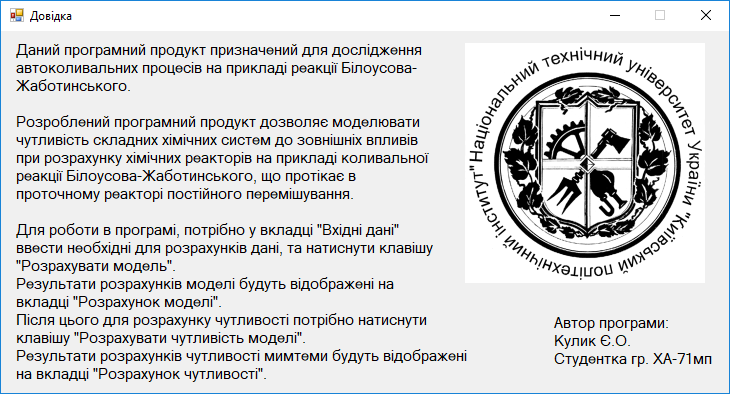 Довідка
Даний програмний продукт призначений для дослідження
автоколивальних процесів на прикладі реакції Білоусова-
Жаботинського.
Розроблений програмний продукт дозволяє моделювати
чутливість складних хімічних систем до зовнішніх впливів
при розрахунку хімічних реакторів на прикладі коливальної
реакції Білоусова-Жаботинського, що протікає в
проточному реакторі постійного перемішування.
Для роботи в програмі, потрібно у вкладці "Вхідні дані"
ввести необхідні для розрахунків дані, та натиснути клавішу
"Розрахувати модель".
Результати розрахунків моделі будуть відображені на
вкладці "Розрахунок моделі".
Після цього для розрахунку чутливості потрібно натиснути
клавішу "Розрахувати чутливість моделі".
Результати розрахунків чутливості мимтеми будуть відображені
на вкладці "Розрахунок чутливості".
Національний технічний університет України "Київський політехнічний інститут"
Автор програми:
Кулик Є.О.
Студентка гр. ХА-71мп